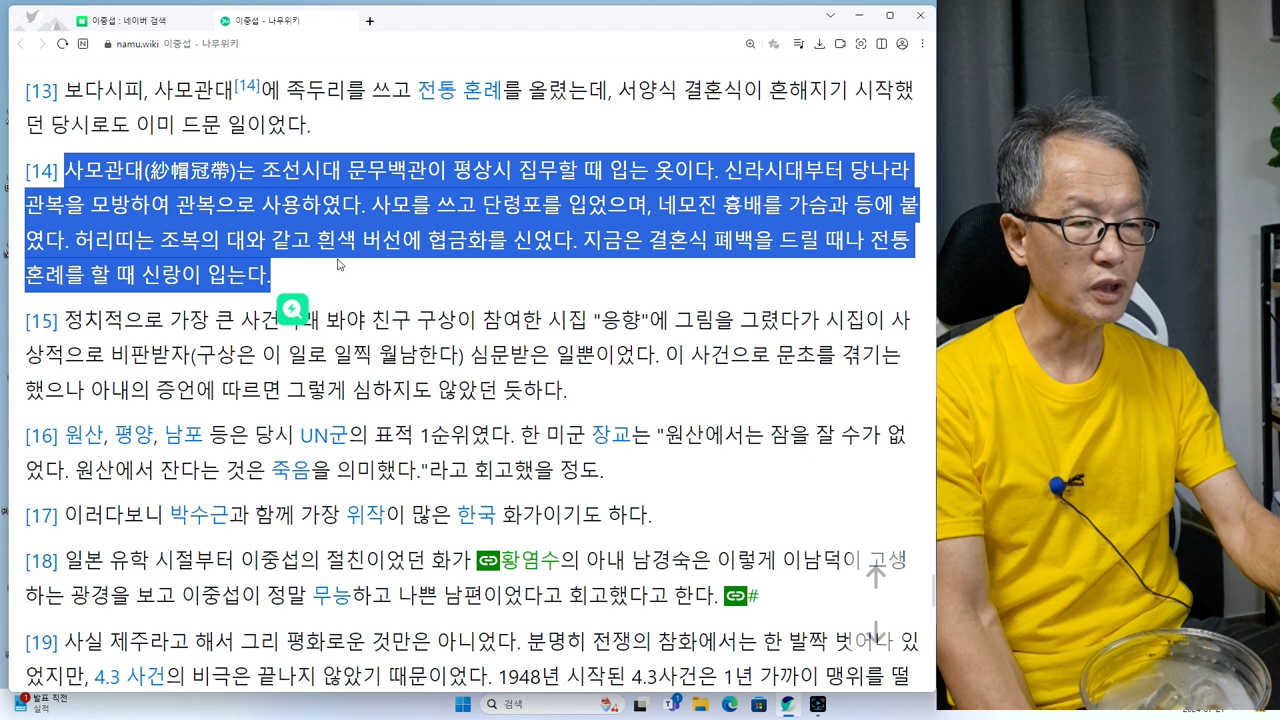 이중섭 : 네이버 검색
이중섭 - 나무위키
namu.wiki 이중섭 - 나무위키
[13] 보다시피, 사모관대[14]에 족두리를 쓰고 전통 혼례를 올렸는데, 서양식 결혼식이 흔해지기 시작했
던 당시로도 이미 드문 일이었다.
[14] 사모관대(紗帽冠帶)는 조선시대 문무백관이 평상시 집무할 때 입는 옷이다. 신라시대부터 당나라
관복을 모방하여 관복으로 사용하였다. 사모를 쓰고 단령포를 입었으며, 네모진 흉배를 가슴과 등에 붙
였다. 허리띠는 조복의 대와 같고 흰색 버선에 협금화를 신었다. 지금은 결혼식 폐백을 드릴 때나 전통
혼례를 할 때 신랑이 입는다.
[15] 정치적으로 가장 큰 사건 봐야 친구 구상이 참여한 시집 "응향"에 그림을 그렸다가 시집이 사
상적으로 비판받자(구상은 이 일로 일찍 월남한다) 심문받은 일뿐이었다. 이 사건으로 문초를 겪기는
했으나 아내의 증언에 따르면 그렇게 심하지도 않았던 듯하다.
[16] 원산, 평양, 남포 등은 당시 UN군의 표적 1순위였다. 한 미군 장교는 "원산에서는 잠을 잘 수가 없
었다. 원산에서 잔다는 것은 죽음을 의미했다."라고 회고했을 정도.
[17] 이러다보니 박수근과 함께 가장 위작이 많은 한국 화가이기도 하다.
[18] 일본 유학 시절부터 이중섭의 절친이었던 화가 황염수의 아내 남경숙은 이렇게 이남덕이 고생
하는 광경을 보고 이중섭이 정말 무능하고 나쁜 남편이었다고 회고했다고 한다. #
[19] 사실 제주라고 해서 그리 평화로운 것만은 아니었다. 분명히 전쟁의 참화에서는 한 발짝 벗어나 있
었지만, 4.3 사건의 비극은 끝나지 않았기 때문이었다. 1948년 시작된 4.3사건은 1년 가까이 맹위를 떨
1 발표 직전
실적
검색
1